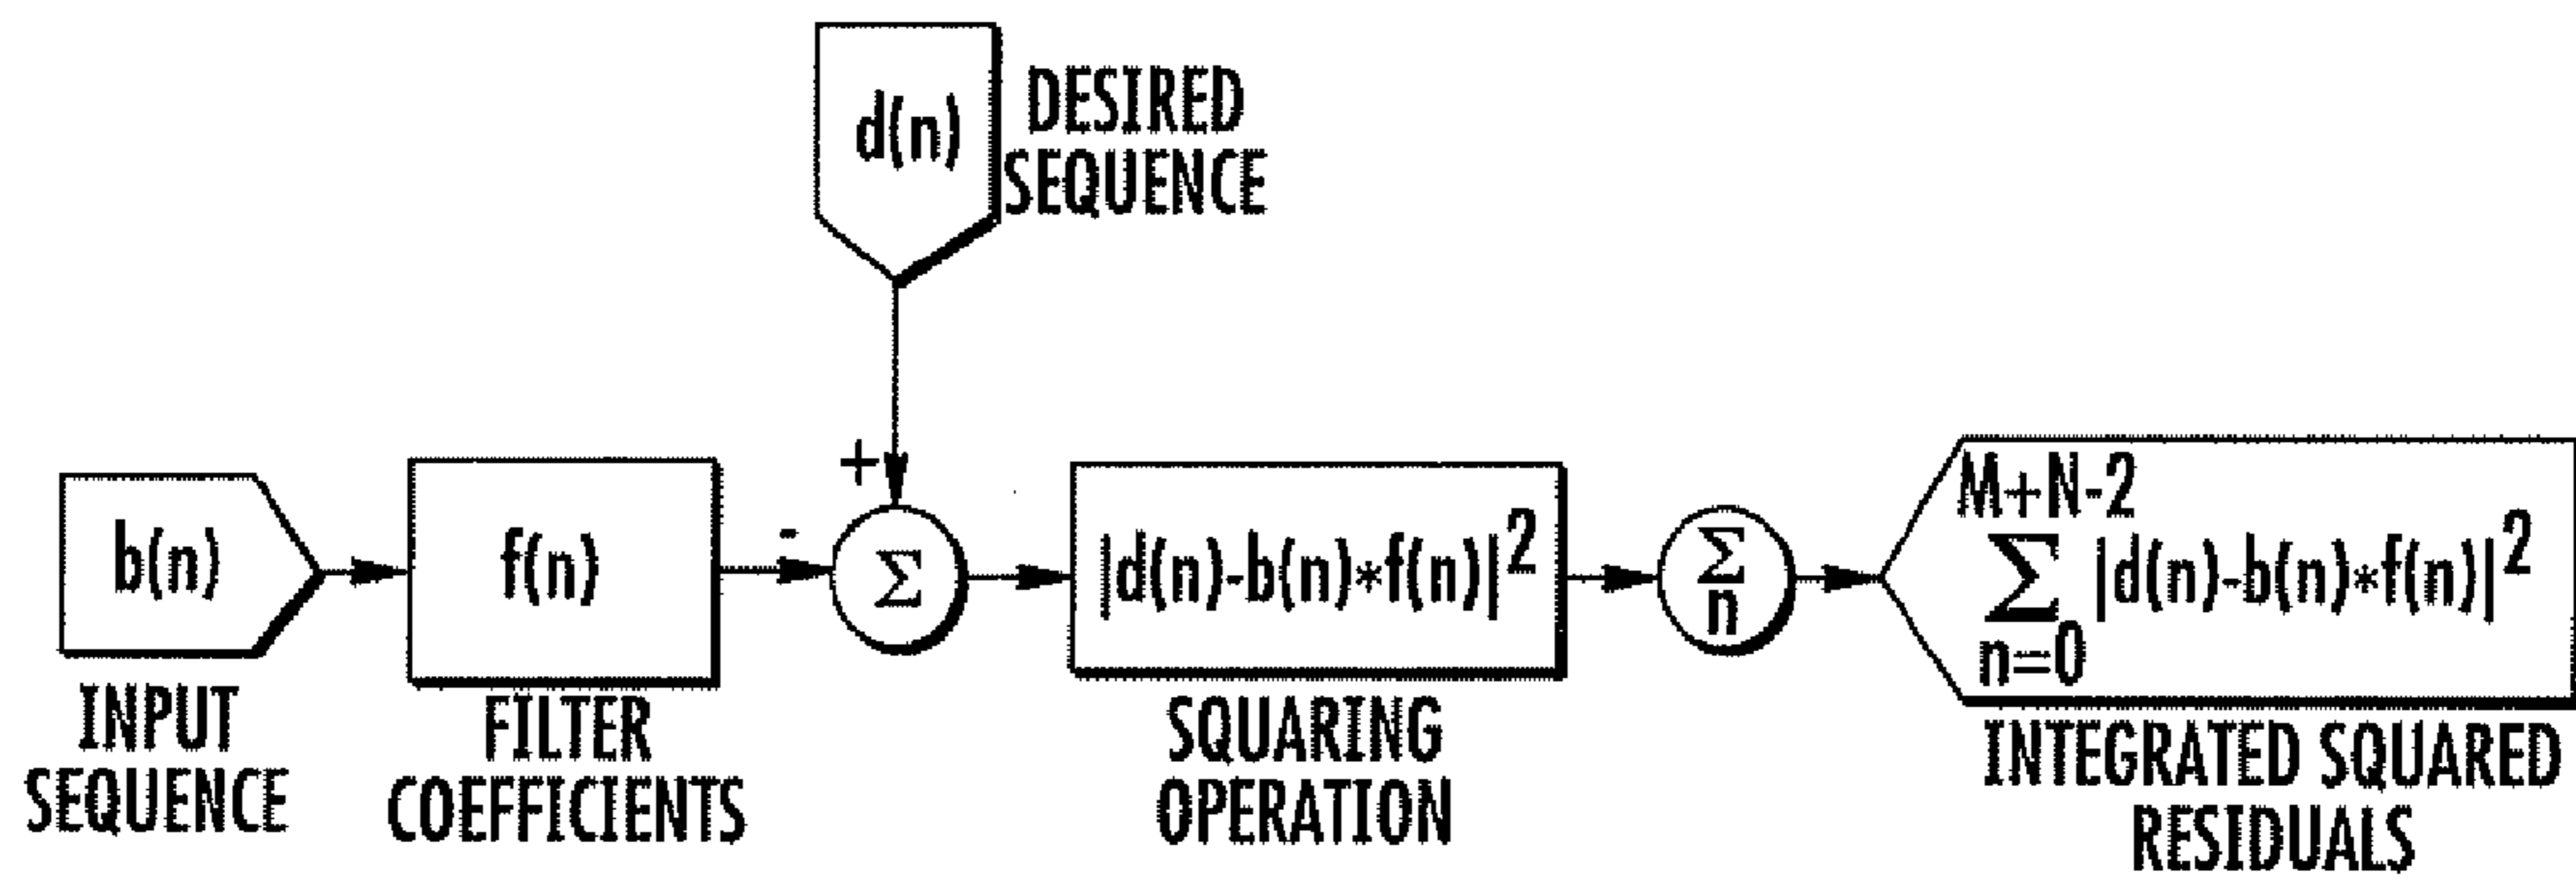 d(n)
DESIRED
SEQUENCE
b(n)
INPUT
SEQUENCE
f(n)
FILTER
COEFFICIENTS
+
-
Σ
|d(n)-b(n)*f(n)|²
SQUARING
OPERATION
Σ
n
M+N-2
Σ |d(n)-b(n)*f(n)|²
n=0
INTEGRATED SQUARED
RESIDUALS